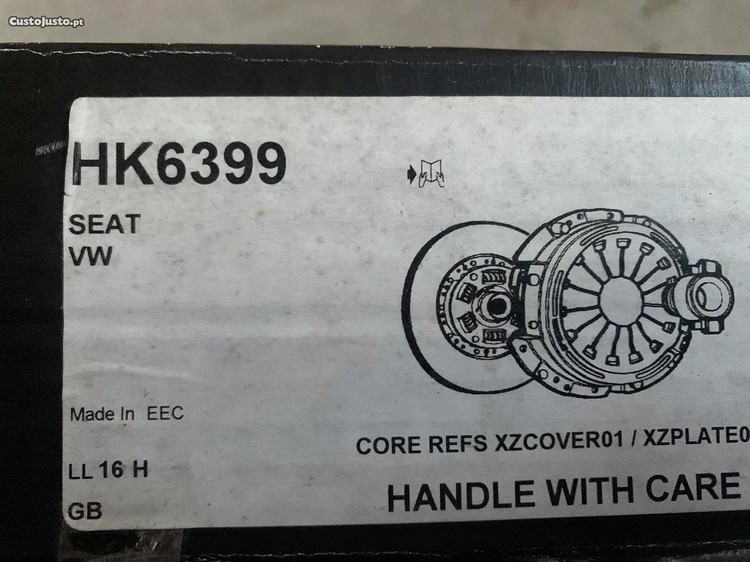 CustoJusto.pt
HK6399
SEAT
VW
Made In EEC
CORE REFS XZCOVER01 / XZPLATE0
LL 16 H
HANDLE WITH CARE
GB